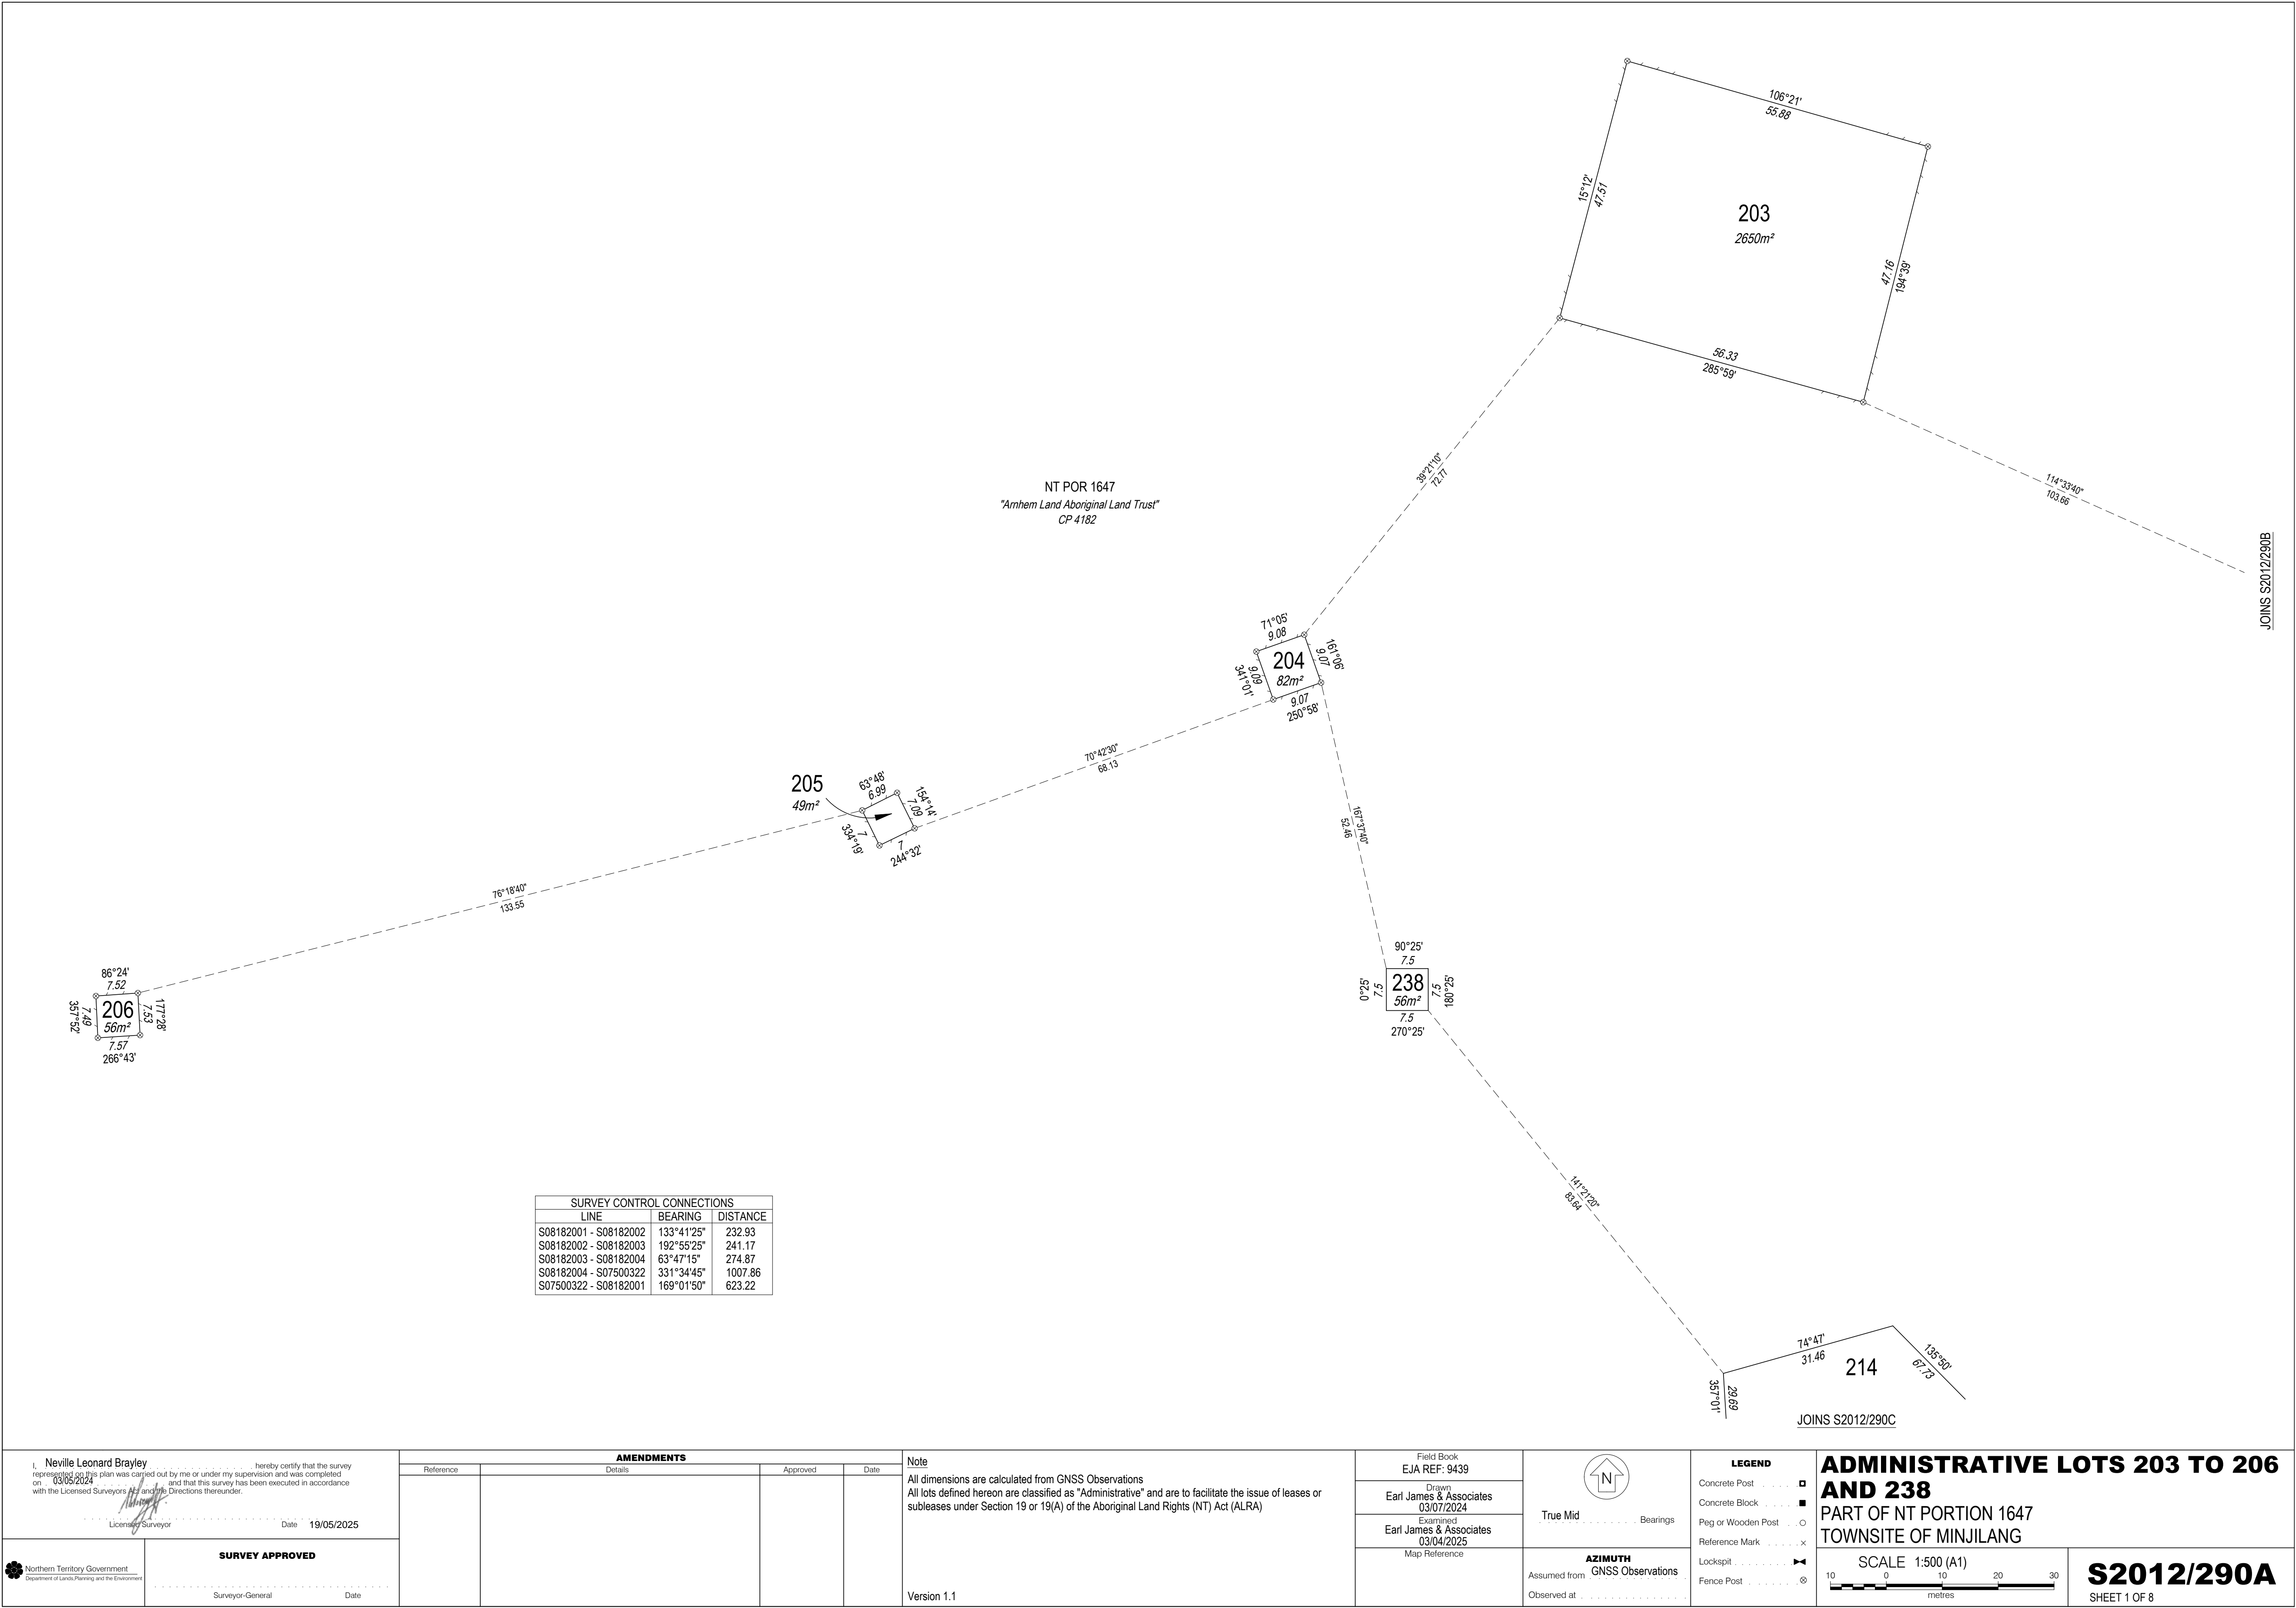 106°21'
55.88
15°12'
47.51
203
2650m²
47.16
194°39'
56.33
285°59'
39°21'10"
72.77
114°33'40"
103.66
JOINS S2012/290B
NT POR 1647
"Arnhem Land Aboriginal Land Trust"
CP 4182
71°05'
9.08
161°06'
9.07
204
82m²
9.09
341°01'
9.07
250°58'
70°42'30"
68.13
205
49m²
63°48'
6.99
154°14'
7.09
7
334°19'
7
244°32'
167°37'40"
52.46
76°18'40"
133.55
86°24'
7.52
206
56m²
357°52'
7.49
7.53
177°28'
7.57
266°43'
90°25'
7.5
0°25'
7.5
238
56m²
7.5
180°25'
7.5
270°25'
141°21'20"
83.64
SURVEY CONTROL CONNECTIONS
LINE BEARING DISTANCE
S08182001 - S08182002 133°41'25" 232.93
S08182002 - S08182003 192°55'25" 241.17
S08182003 - S08182004 63°47'15" 274.87
S08182004 - S07500322 331°34'45" 1007.86
S07500322 - S08182001 169°01'50" 623.22
74°47'
31.46
214
135°50'
67.73
357°01'
29.69
JOINS S2012/290C
I, Neville Leonard Brayley hereby certify that the survey
represented on this plan was carried out by me or under my supervision and was completed
on 03/05/2024 and that this survey has been executed in accordance
with the Licensed Surveyors Act and the Directions thereunder.
Licensed Surveyor Date 19/05/2025
Northern Territory Government
Department of Lands,Planning and the Environment
SURVEY APPROVED
Surveyor-General Date
AMENDMENTS
Reference Details Approved Date
Note
All dimensions are calculated from GNSS Observations
All lots defined hereon are classified as "Administrative" and are to facilitate the issue of leases or
subleases under Section 19 or 19(A) of the Aboriginal Land Rights (NT) Act (ALRA)
Version 1.1
Field Book
EJA REF: 9439
Drawn
Earl James & Associates
03/07/2024
Examined
Earl James & Associates
03/04/2025
Map Reference
N
True Mid Bearings
AZIMUTH
Assumed from GNSS Observations
Observed at
LEGEND
Concrete Post
Concrete Block
Peg or Wooden Post
Reference Mark
Lockspit
Fence Post
ADMINISTRATIVE LOTS 203 TO 206
AND 238
PART OF NT PORTION 1647
TOWNSITE OF MINJILANG
SCALE 1:500 (A1)
10 0 10 20 30
metres
S2012/290A
SHEET 1 OF 8